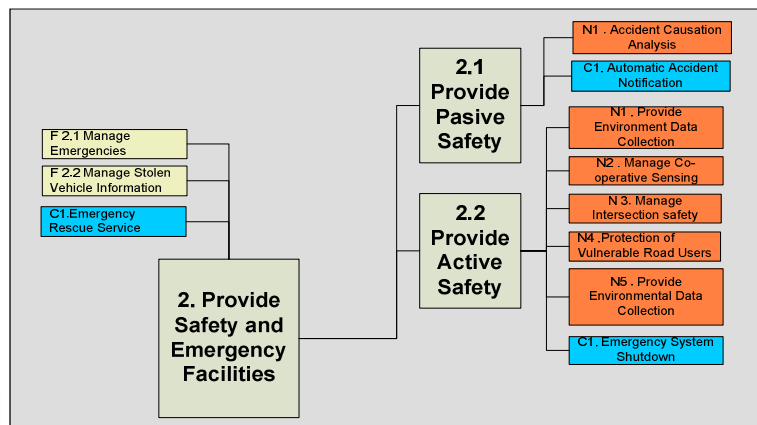 F 2.1 Manage
Emergencies
F 2.2 Manage Stolen
Vehicle Information
C1.Emergency
Rescue Service
2. Provide
Safety and
Emergency
Facilities
2.1
Provide
Pasive
Safety
2.2
Provide
Active
Safety
N1 . Accident Causation
Analysis
C1. Automatic Accident
Notification
N1 . Provide
Environment Data
Collection
N2 . Manage Co-
operative Sensing
N 3. Manage
Intersection safety
N4 .Protection of
Vulnerable Road Users
N5 . Provide
Environmental Data
Collection
C1. Emergency System
Shutdown